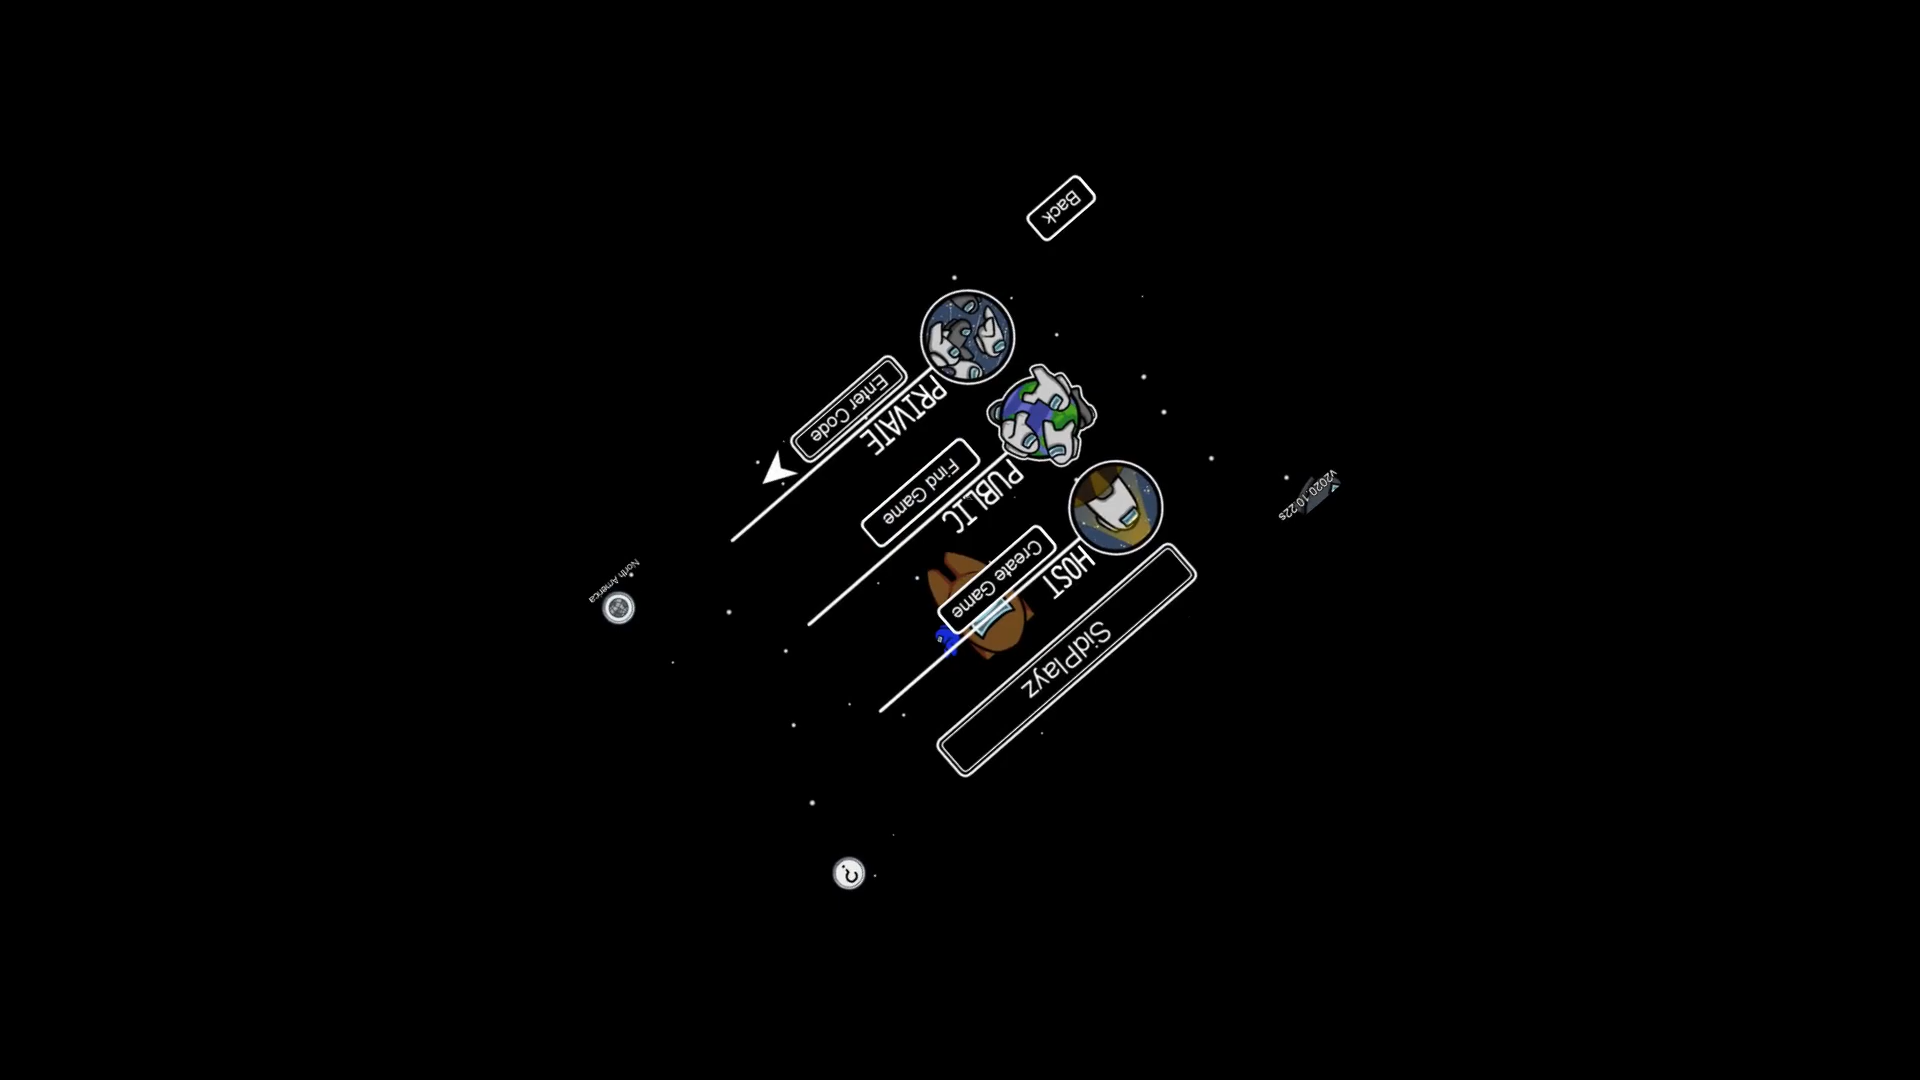 v2020.10.22s
SidPlayz
HOST
Create Game
PUBLIC
Find Game
PRIVATE
Enter Code
Back
?
North America